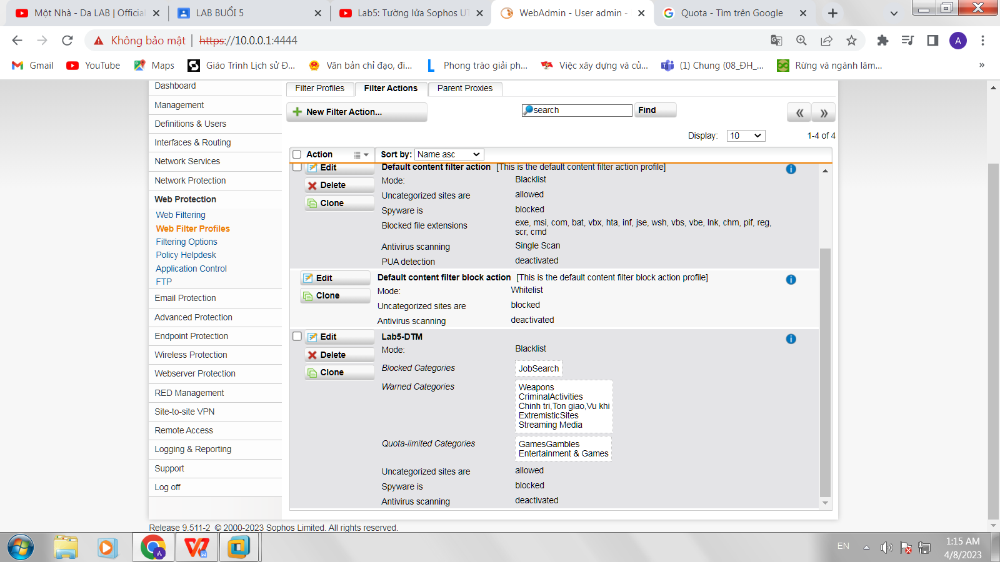 Một Nhà - Da LAB | Official
LAB BUỔI 5
Lab5: Tường lửa Sophos UT
WebAdmin - User admin -
Quota - Tìm trên Google
Không bảo mật
https://10.0.0.1:4444
A
Gmail
YouTube
Maps
Giáo Trình Lịch sử Đ...
Văn bản chỉ đạo, đi...
Phong trào giải ph...
Việc xây dựng và củ...
(1) Chung (08_ĐH_...
Rừng và ngành lâm...
»
Dashboard
Management
Definitions & Users
Interfaces & Routing
Network Services
Network Protection
Web Protection
Web Filtering
Web Filter Profiles
Filtering Options
Policy Helpdesk
Application Control
FTP
Email Protection
Advanced Protection
Endpoint Protection
Wireless Protection
Webserver Protection
RED Management
Site-to-site VPN
Remote Access
Logging & Reporting
Support
Log off
Filter Profiles
Filter Actions
Parent Proxies
New Filter Action...
search
Find
« »
Display: 10 1-4 of 4
Action Sort by: Name asc
Edit
Delete
Clone
Default content filter action [This is the default content filter action profile]
Mode: Blacklist
Uncategorized sites are allowed
Spyware is blocked
Blocked file extensions exe, msi, com, bat, vbx, hta, inf, jse, wsh, vbs, vbe, lnk, chm, pif, reg,
scr, cmd
Antivirus scanning Single Scan
PUA detection deactivated
Edit
Clone
Default content filter block action [This is the default content filter block action profile]
Mode: Whitelist
Uncategorized sites are blocked
Antivirus scanning deactivated
Edit
Delete
Clone
Lab5-DTM
Mode: Blacklist
Blocked Categories JobSearch
Warned Categories Weapons
CriminalActivities
Chinh tri,Ton giao,Vu khi
ExtremisticSites
Streaming Media
Quota-limited Categories GamesGambles
Entertainment & Games
Uncategorized sites are allowed
Spyware is blocked
Antivirus scanning deactivated
Release 9.511-2 © 2000-2023 Sophos Limited. All rights reserved.
EN
1:15 AM
4/8/2023